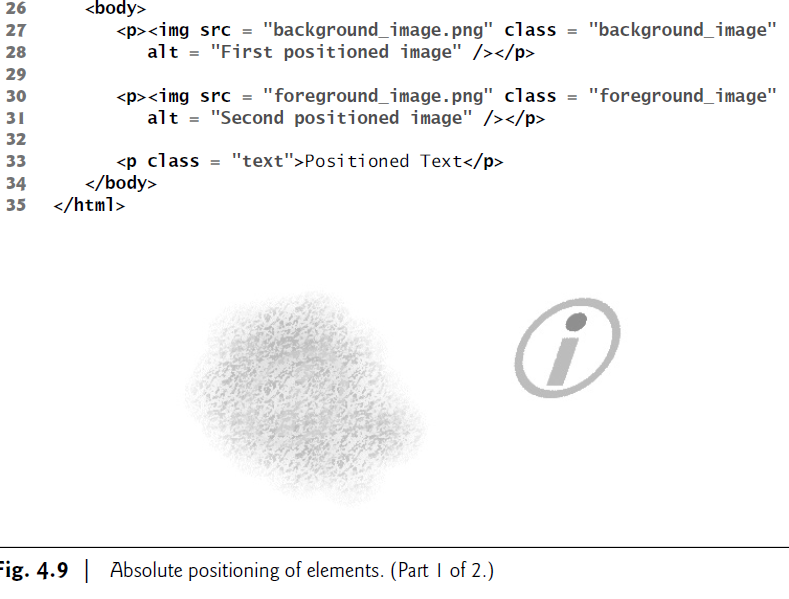 26 <body>
27 <p><img src = "background_image.png" class = "background_image"
28 alt = "First positioned image" /></p>
29
30 <p><img src = "foreground_image.png" class = "foreground_image"
31 alt = "Second positioned image" /></p>
32
33 <p class = "text">Positioned Text</p>
34 </body>
35 </html>
i
Fig. 4.9 | Absolute positioning of elements. (Part 1 of 2.)